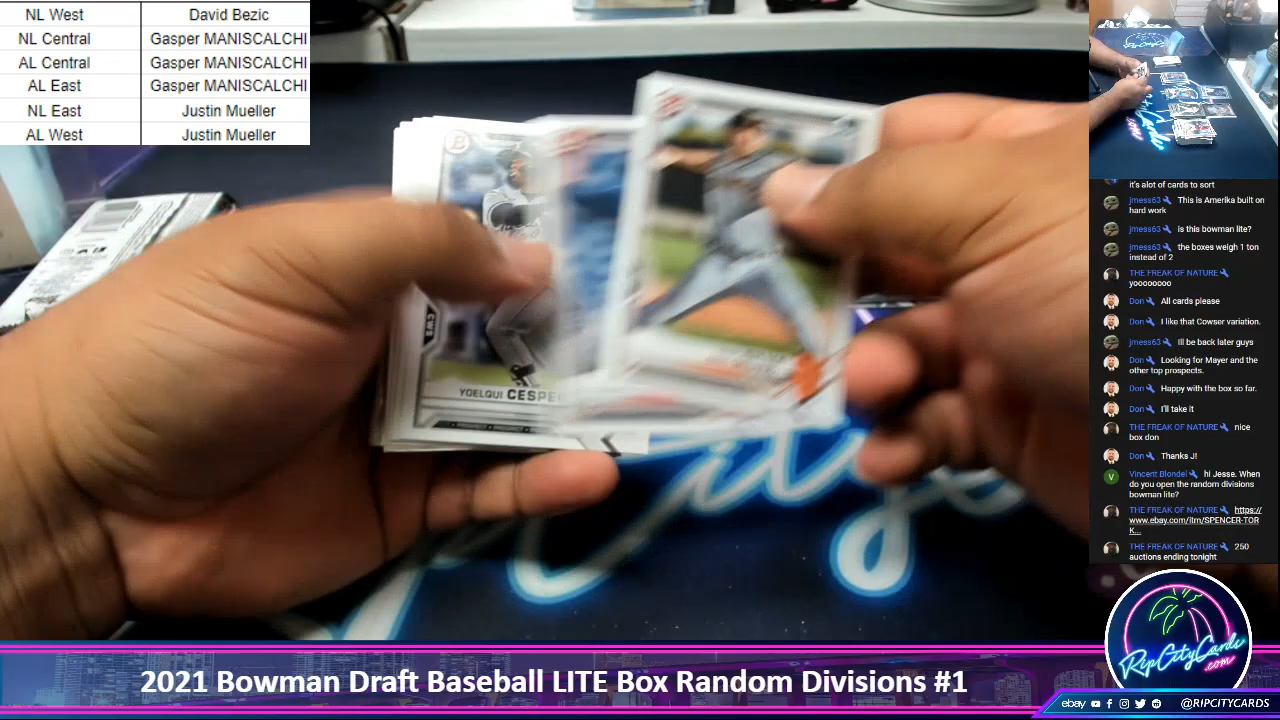 NL West David Bezic
NL Central Gasper MANISCALCHI
AL Central Gasper MANISCALCHI
AL East Gasper MANISCALCHI
NL East Justin Mueller
AL West Justin Mueller
CWS
YOELQUI CESPE
it's alot of cards to sort
jmess63 This is Amerika built on
hard work
jmess63 is this bowman lite?
jmess63 the boxes weigh 1 ton
instead of 2
THE FREAK OF NATURE
yoooooooo
Don All cards please
Don I like that Cowser variation.
jmess63 Ill be back later guys
Don Looking for Mayer and the
other top prospects.
Don Happy with the box so far.
Don I'll take it
THE FREAK OF NATURE nice
box don
Don Thanks J!
V Vincent Blondel hi Jesse. When
do you open the random divisions
bowman lite?
THE FREAK OF NATURE https://
www.ebay.com/itm/SPENCER-TOR
K...
THE FREAK OF NATURE 250
auctions ending tonight
City
RipCityCards
.com
2021 Bowman Draft Baseball LITE Box Random Divisions #1
ebay @RIPCITYCARDS